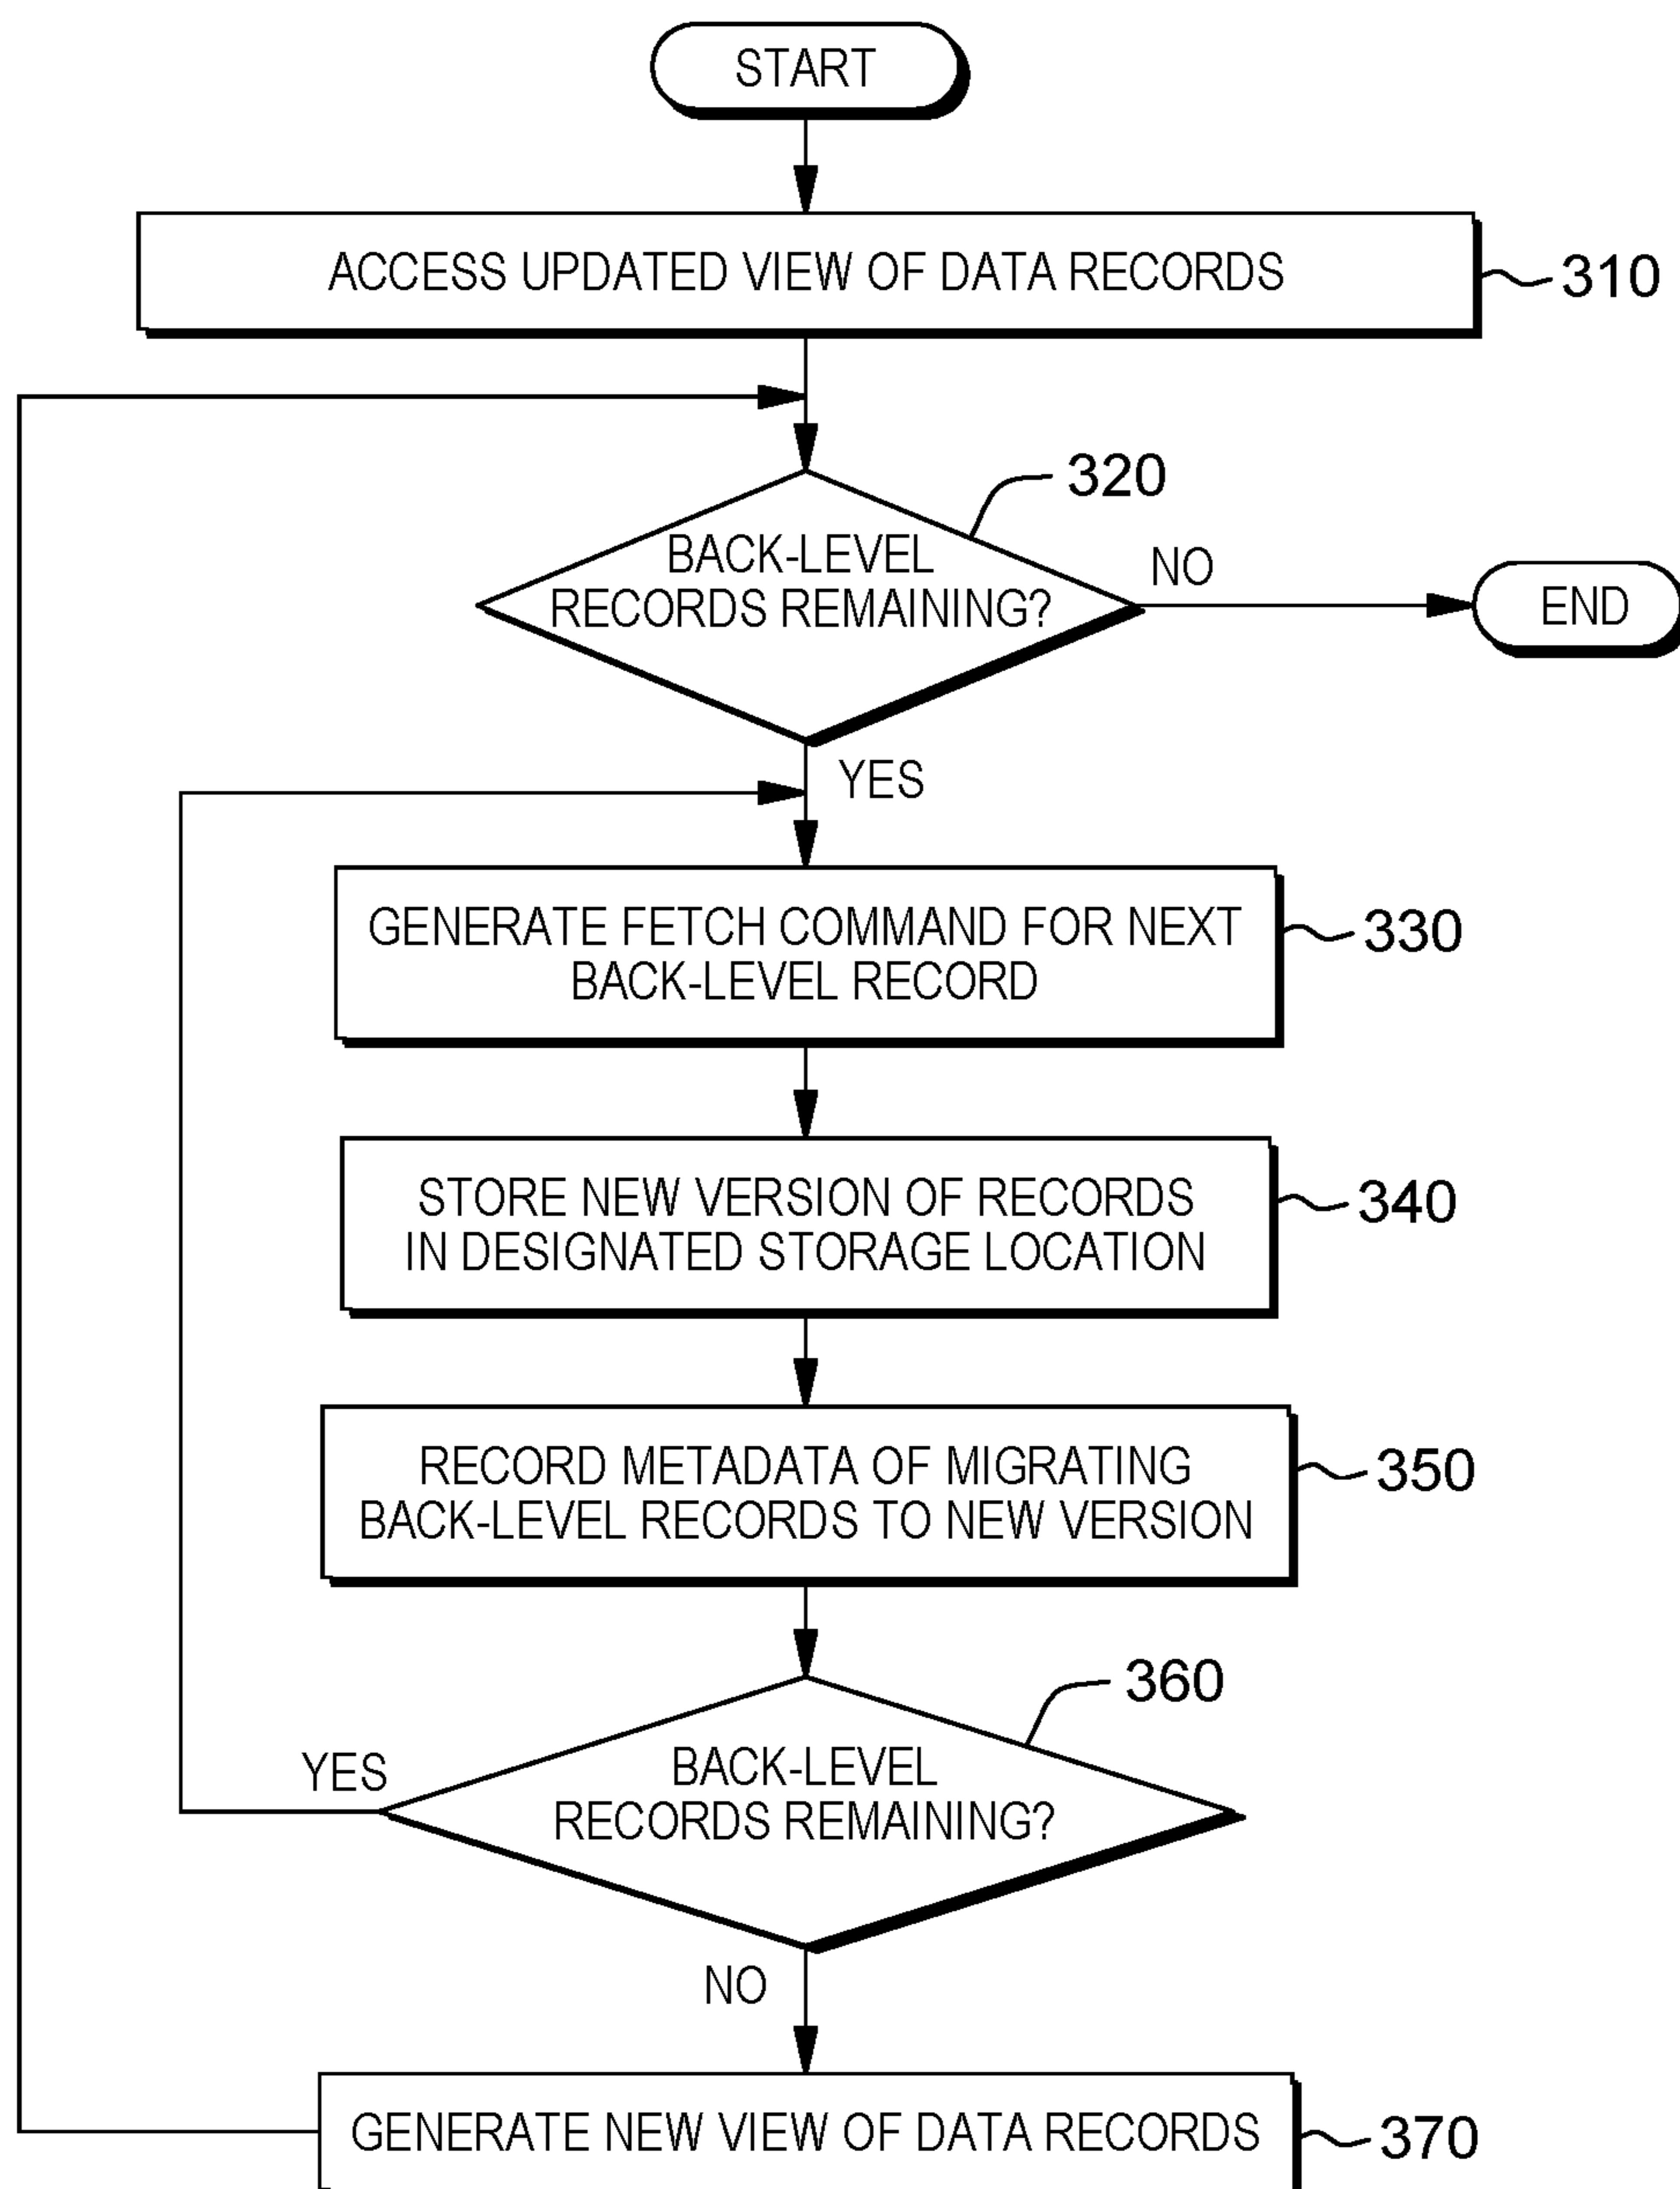 START
ACCESS UPDATED VIEW OF DATA RECORDS
310
320
BACK-LEVEL
RECORDS REMAINING?
NO
END
YES
GENERATE FETCH COMMAND FOR NEXT
BACK-LEVEL RECORD
330
STORE NEW VERSION OF RECORDS
IN DESIGNATED STORAGE LOCATION
340
RECORD METADATA OF MIGRATING
BACK-LEVEL RECORDS TO NEW VERSION
350
360
YES
BACK-LEVEL
RECORDS REMAINING?
NO
GENERATE NEW VIEW OF DATA RECORDS
370